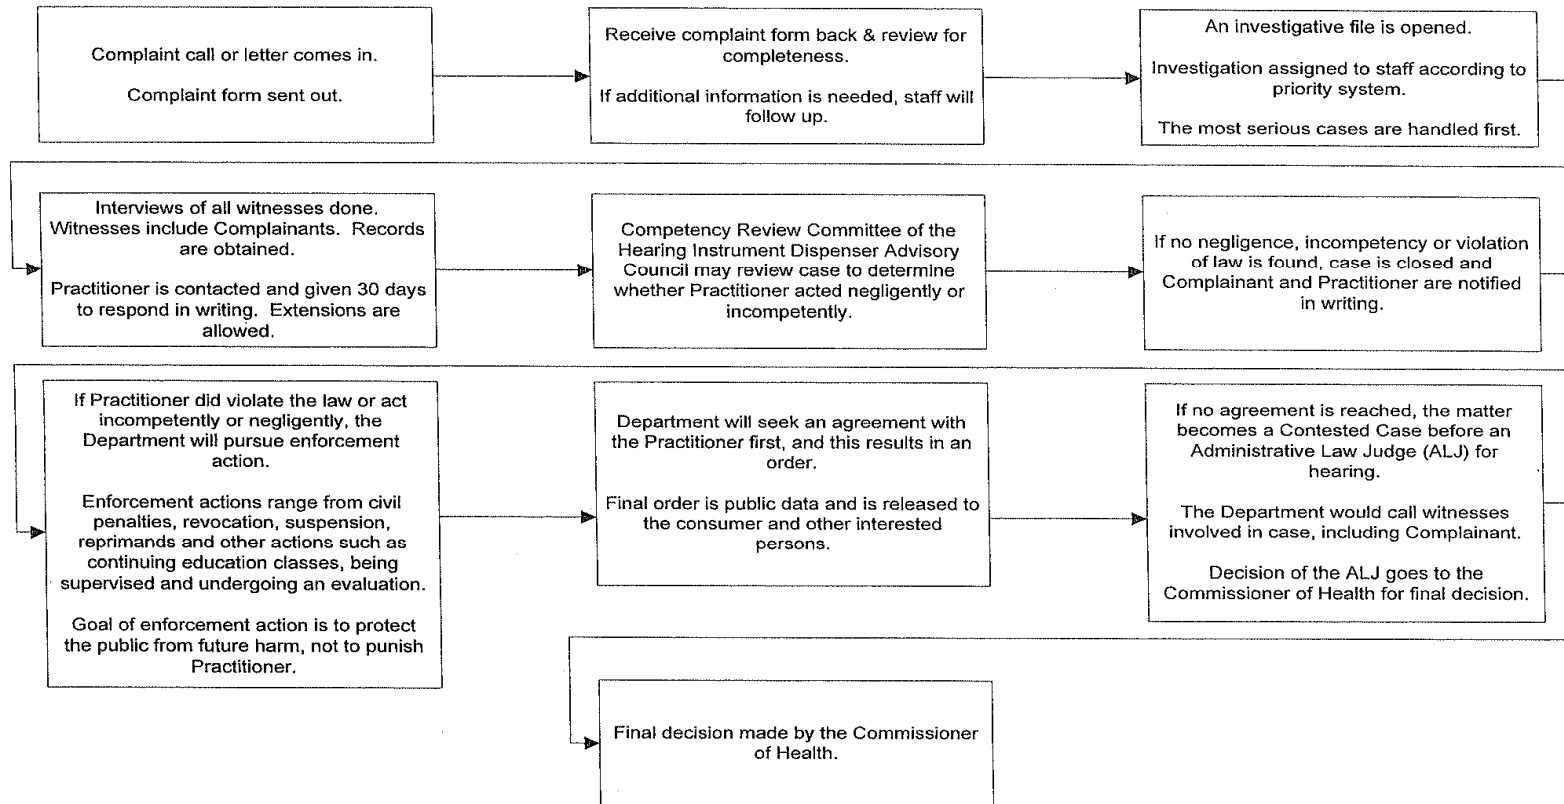 Complaint call or letter comes in.
Complaint form sent out.
Receive complaint form back & review for
completeness.
If additional information is needed, staff will
follow up.
An investigative file is opened.
Investigation assigned to staff according to
priority system.
The most serious cases are handled first.
Interviews of all witnesses done.
Witnesses include Complainants.  Records
are obtained.
Practitioner is contacted and given 30 days
to respond in writing.  Extensions are
allowed.
Competency Review Committee of the
Hearing Instrument Dispenser Advisory
Council may review case to determine
whether Practitioner acted negligently or
incompetently.
If no negligence, incompetency or violation
of law is found, case is closed and
Complainant and Practitioner are notified
in writing.
If Practitioner did violate the law or act
incompetently or negligently, the
Department will pursue enforcement
action.
Enforcement actions range from civil
penalties, revocation, suspension,
reprimands and other actions such as
continuing education classes, being
supervised and undergoing an evaluation.
Goal of enforcement action is to protect
the public from future harm, not to punish
Practitioner.
Department will seek an agreement with
the Practitioner first, and this results in an
order.
Final order is public data and is released to
the consumer and other interested
persons.
If no agreement is reached, the matter
becomes a Contested Case before an
Administrative Law Judge (ALJ) for
hearing.
The Department would call witnesses
involved in case, including Complainant.
Decision of the ALJ goes to the
Commissioner of Health for final decision.
Final decision made by the Commissioner
of Health.